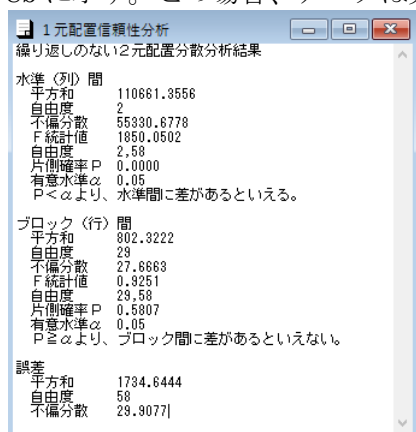 １元配置信頼性分析
繰り返しのない２元配置分散分析結果
水準（列）間
平方和 110661.3556
自由度 2
不偏分散 55330.6778
Ｆ統計値 1850.0502
自由度 2,58
片側確率Ｐ 0.0000
有意水準α 0.05
Ｐ＜αより、水準間に差があるといえる。
ブロック（行）間
平方和 802.3222
自由度 29
不偏分散 27.6663
Ｆ統計値 0.9251
自由度 29,58
片側確率Ｐ 0.5807
有意水準α 0.05
Ｐ≧αより、ブロック間に差があるといえない。
誤差
平方和 1734.6444
自由度 58
不偏分散 29.9077